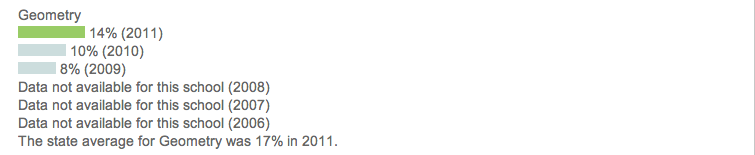 Geometry
14% (2011)
10% (2010)
8% (2009)
Data not available for this school (2008)
Data not available for this school (2007)
Data not available for this school (2006)
The state average for Geometry was 17% in 2011.